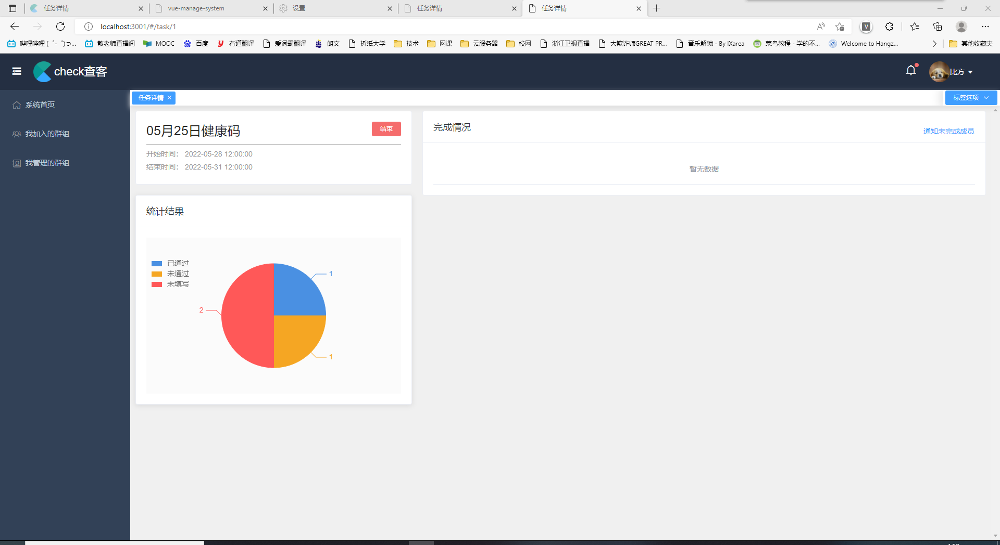 任务详情
vue-manage-system
设置
任务详情
任务详情
localhost:3001/#/task/1
哔哩哔哩 (゜-゜)つ...
散老师直播间
MOOC
百度
有道翻译
爱词霸翻译
朗文
折纸大学
技术
网课
云服务器
校网
浙江卫视直播
大欺诈师GREAT PR...
音乐解锁 - By IXarea
菜鸟教程 - 学的不...
Welcome to Hangz...
其他收藏夹
check查客
比方
系统首页
我加入的群组
我管理的群组
任务详情
标签选项
05月25日健康码
结束
开始时间： 2022-05-28 12:00:00
结束时间： 2022-05-31 12:00:00
完成情况
通知未完成成员
暂无数据
统计结果
已通过
未通过
未填写
1
2
1